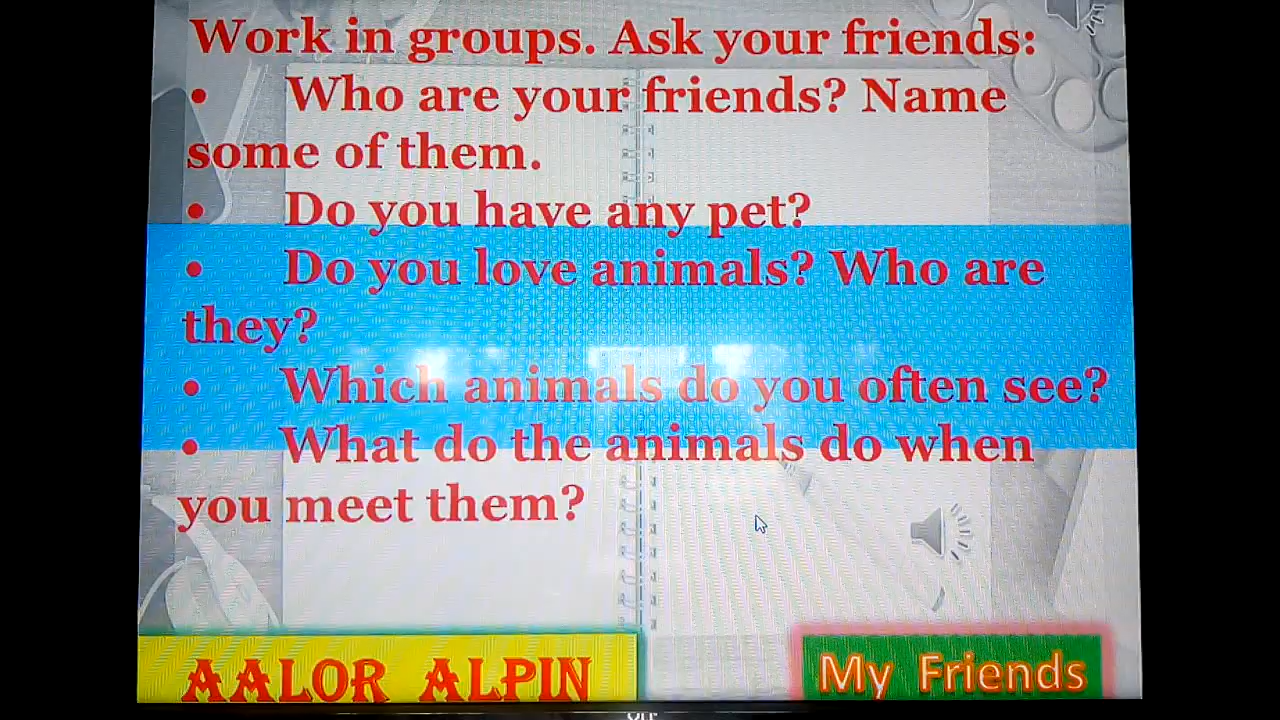 Work in groups. Ask your friends:
• Who are your friends? Name
some of them.
• Do you have any pet?
• Do you love animals? Who are
they?
• Which animals do you often see?
• What do the animals do when
you meet them?
AALOR ALPIN
My Friends